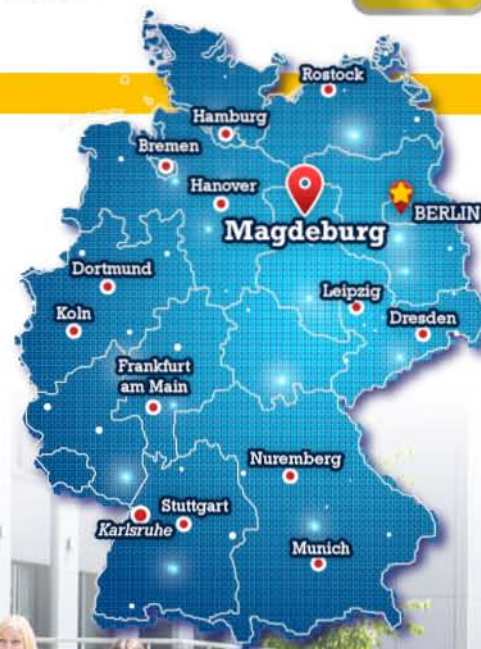 Rostock
Hamburg
Bremen
Hanover
BERLIN
Magdeburg
Dortmund
Leipzig
Koln
Dresden
Frankfurt
am Main
Nuremberg
Stuttgart
Karlsruhe
Munich